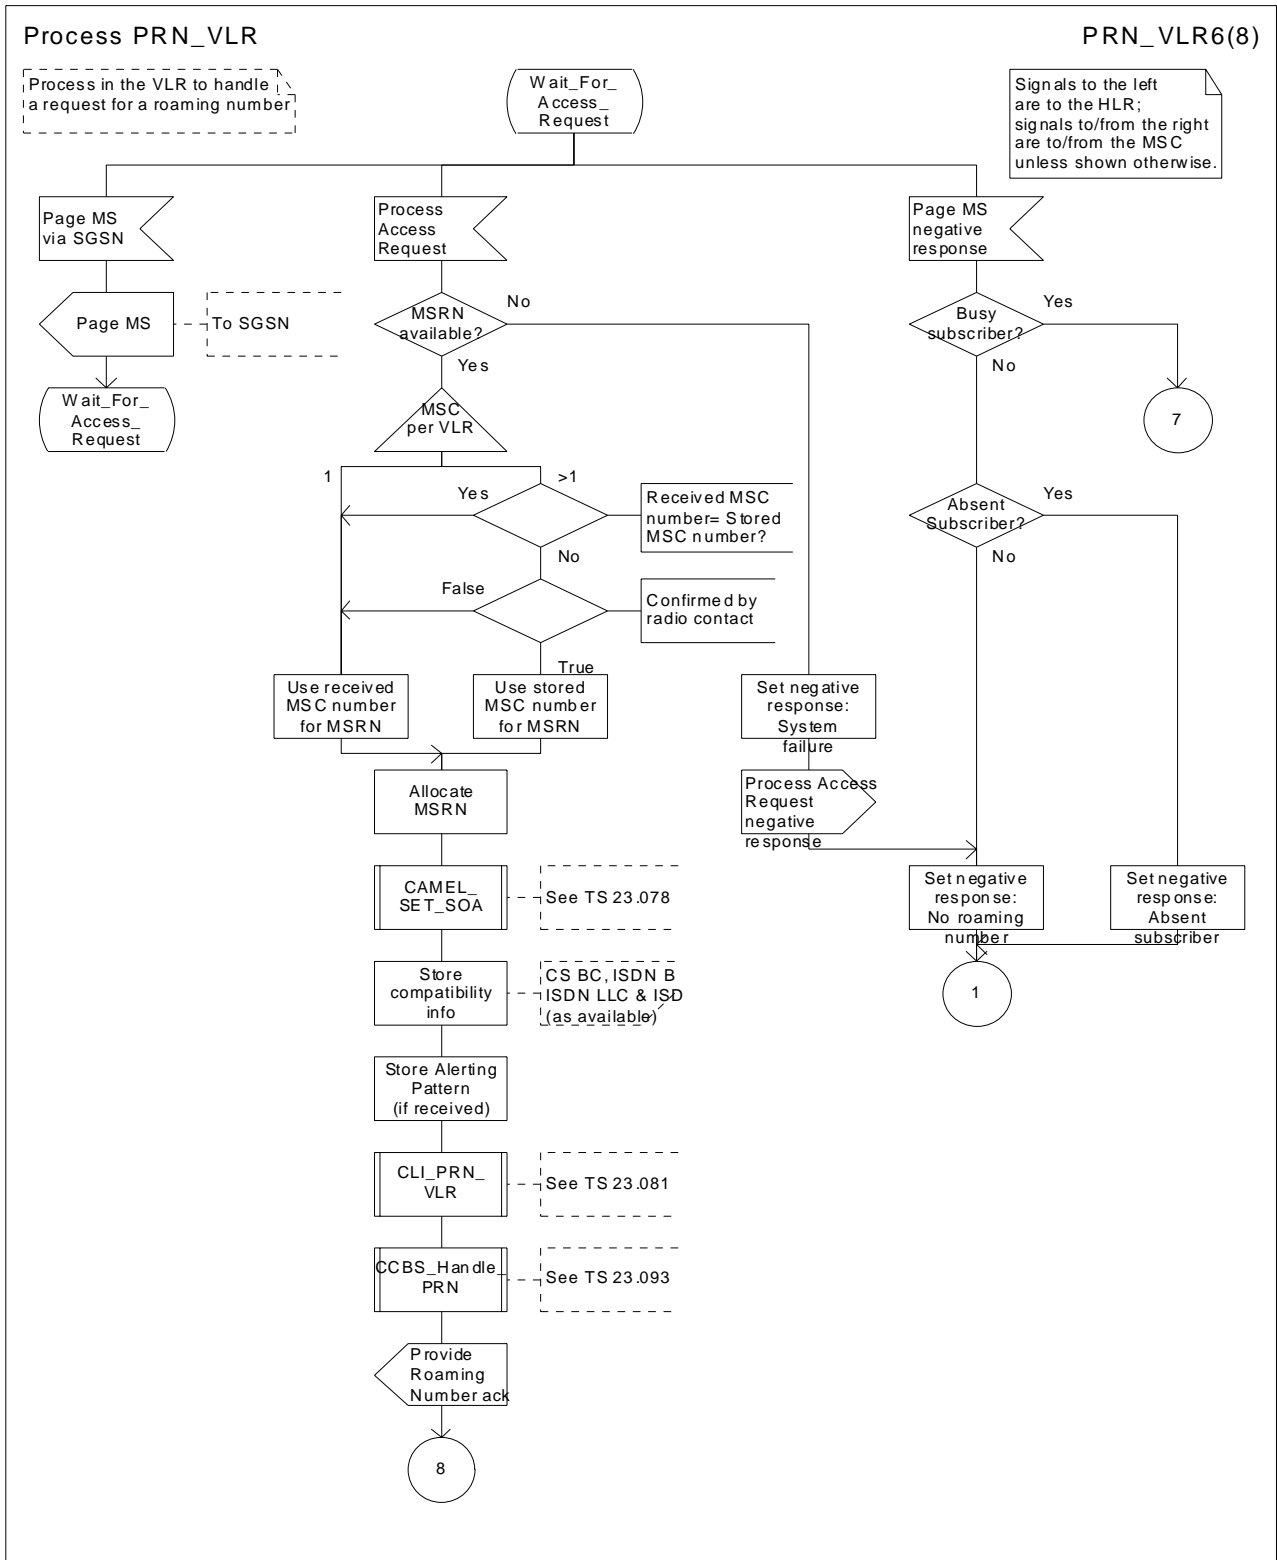 Process PRN_VLR
PRN_VLR6(8)
Process in the VLR to handle
a request for a roaming number
Wait_For_
Access_
Request
Signals to the left
are to the HLR;
signals to/from the right
are to/from the MSC
unless shown otherwise.
Page MS
via SGSN
Process
Access
Request
Page MS
negative
response
Page MS
To SGSN
MSRN
available?
No
Yes
Busy
subscriber?
Yes
No
Wait_For_
Access_
Request
MSC
per VLR
7
1
>1
Yes
Received MSC
number= Stored
MSC number?
No
Absent
Subscriber?
Yes
No
False
Confirmed by
radio contact
True
Use received
MSC number
for MSRN
Use stored
MSC number
for MSRN
Set negative
response:
System
failure
Allocate
MSRN
Process Access
Request
negative
response
CAMEL_
SET_SOA
See TS 23.078
Set negative
response:
No roaming
number
Set negative
response:
Absent
subscriber
Store
compatibility
info
CS BC, ISDN B
ISDN LLC & ISD
(as available)
1
Store Alerting
Pattern
(if received)
CLI_PRN_
VLR
See TS 23.081
CCBS_Handle_
PRN
See TS 23.093
Provide
Roaming
Number ack
8